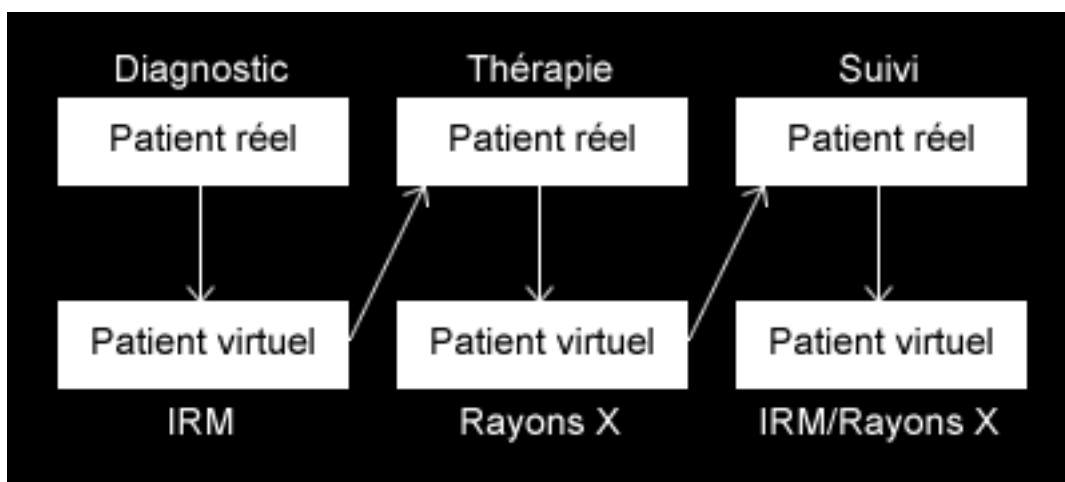 Diagnostic
Thérapie
Suivi
Patient réel
Patient réel
Patient réel
Patient virtuel
Patient virtuel
Patient virtuel
IRM
Rayons X
IRM/Rayons X